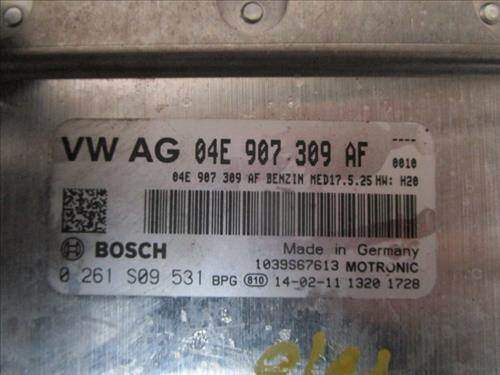 VW AG 04E 907 309 AF ---- 0010
04E 907 309 AF BENZIN MED17.5.25 HW: H20
BOSCH Made in Germany
1039S67613 MOTRONIC
0 261 S09 531 BPG 810 14-02-11 1320 1728